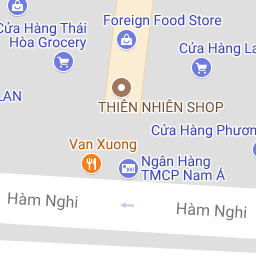 Foreign Food Store
Cửa Hàng Thái
Hòa Grocery
Cửa Hàng La
LAN
THIÊN NHIÊN SHOP
Cửa Hàng Phươn
Van Xuong
Ngân Hàng
TMCP Nam Á
Hàm Nghi
Hàm Nghi